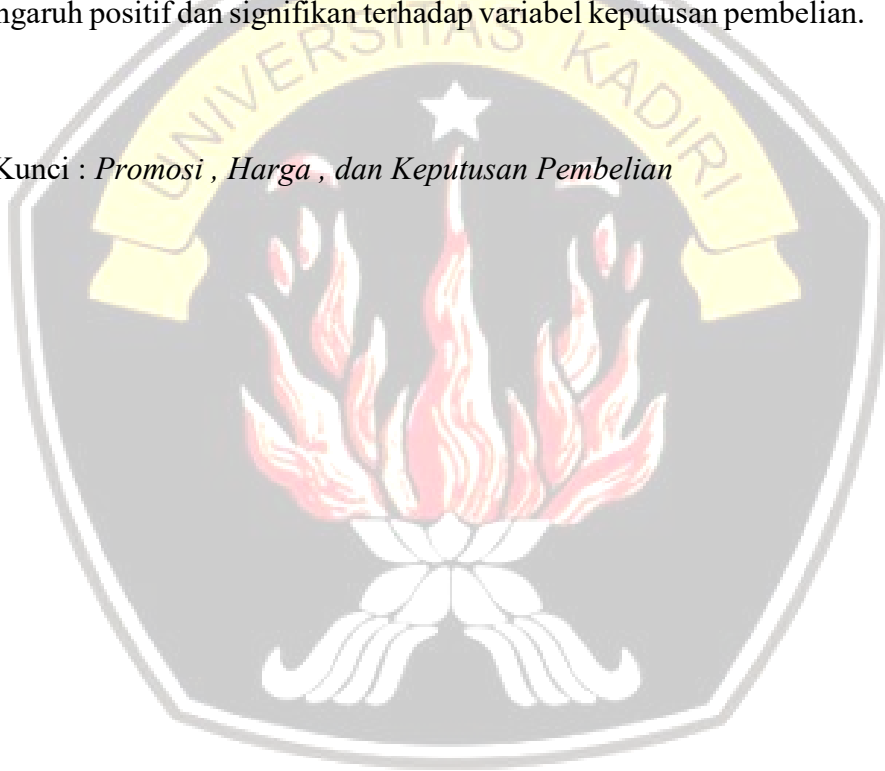 ngaruh positif dan signifikan terhadap variabel keputusan pembelian.
UNIVERSITAS KADIRI
Kunci : Promosi , Harga , dan Keputusan Pembelian